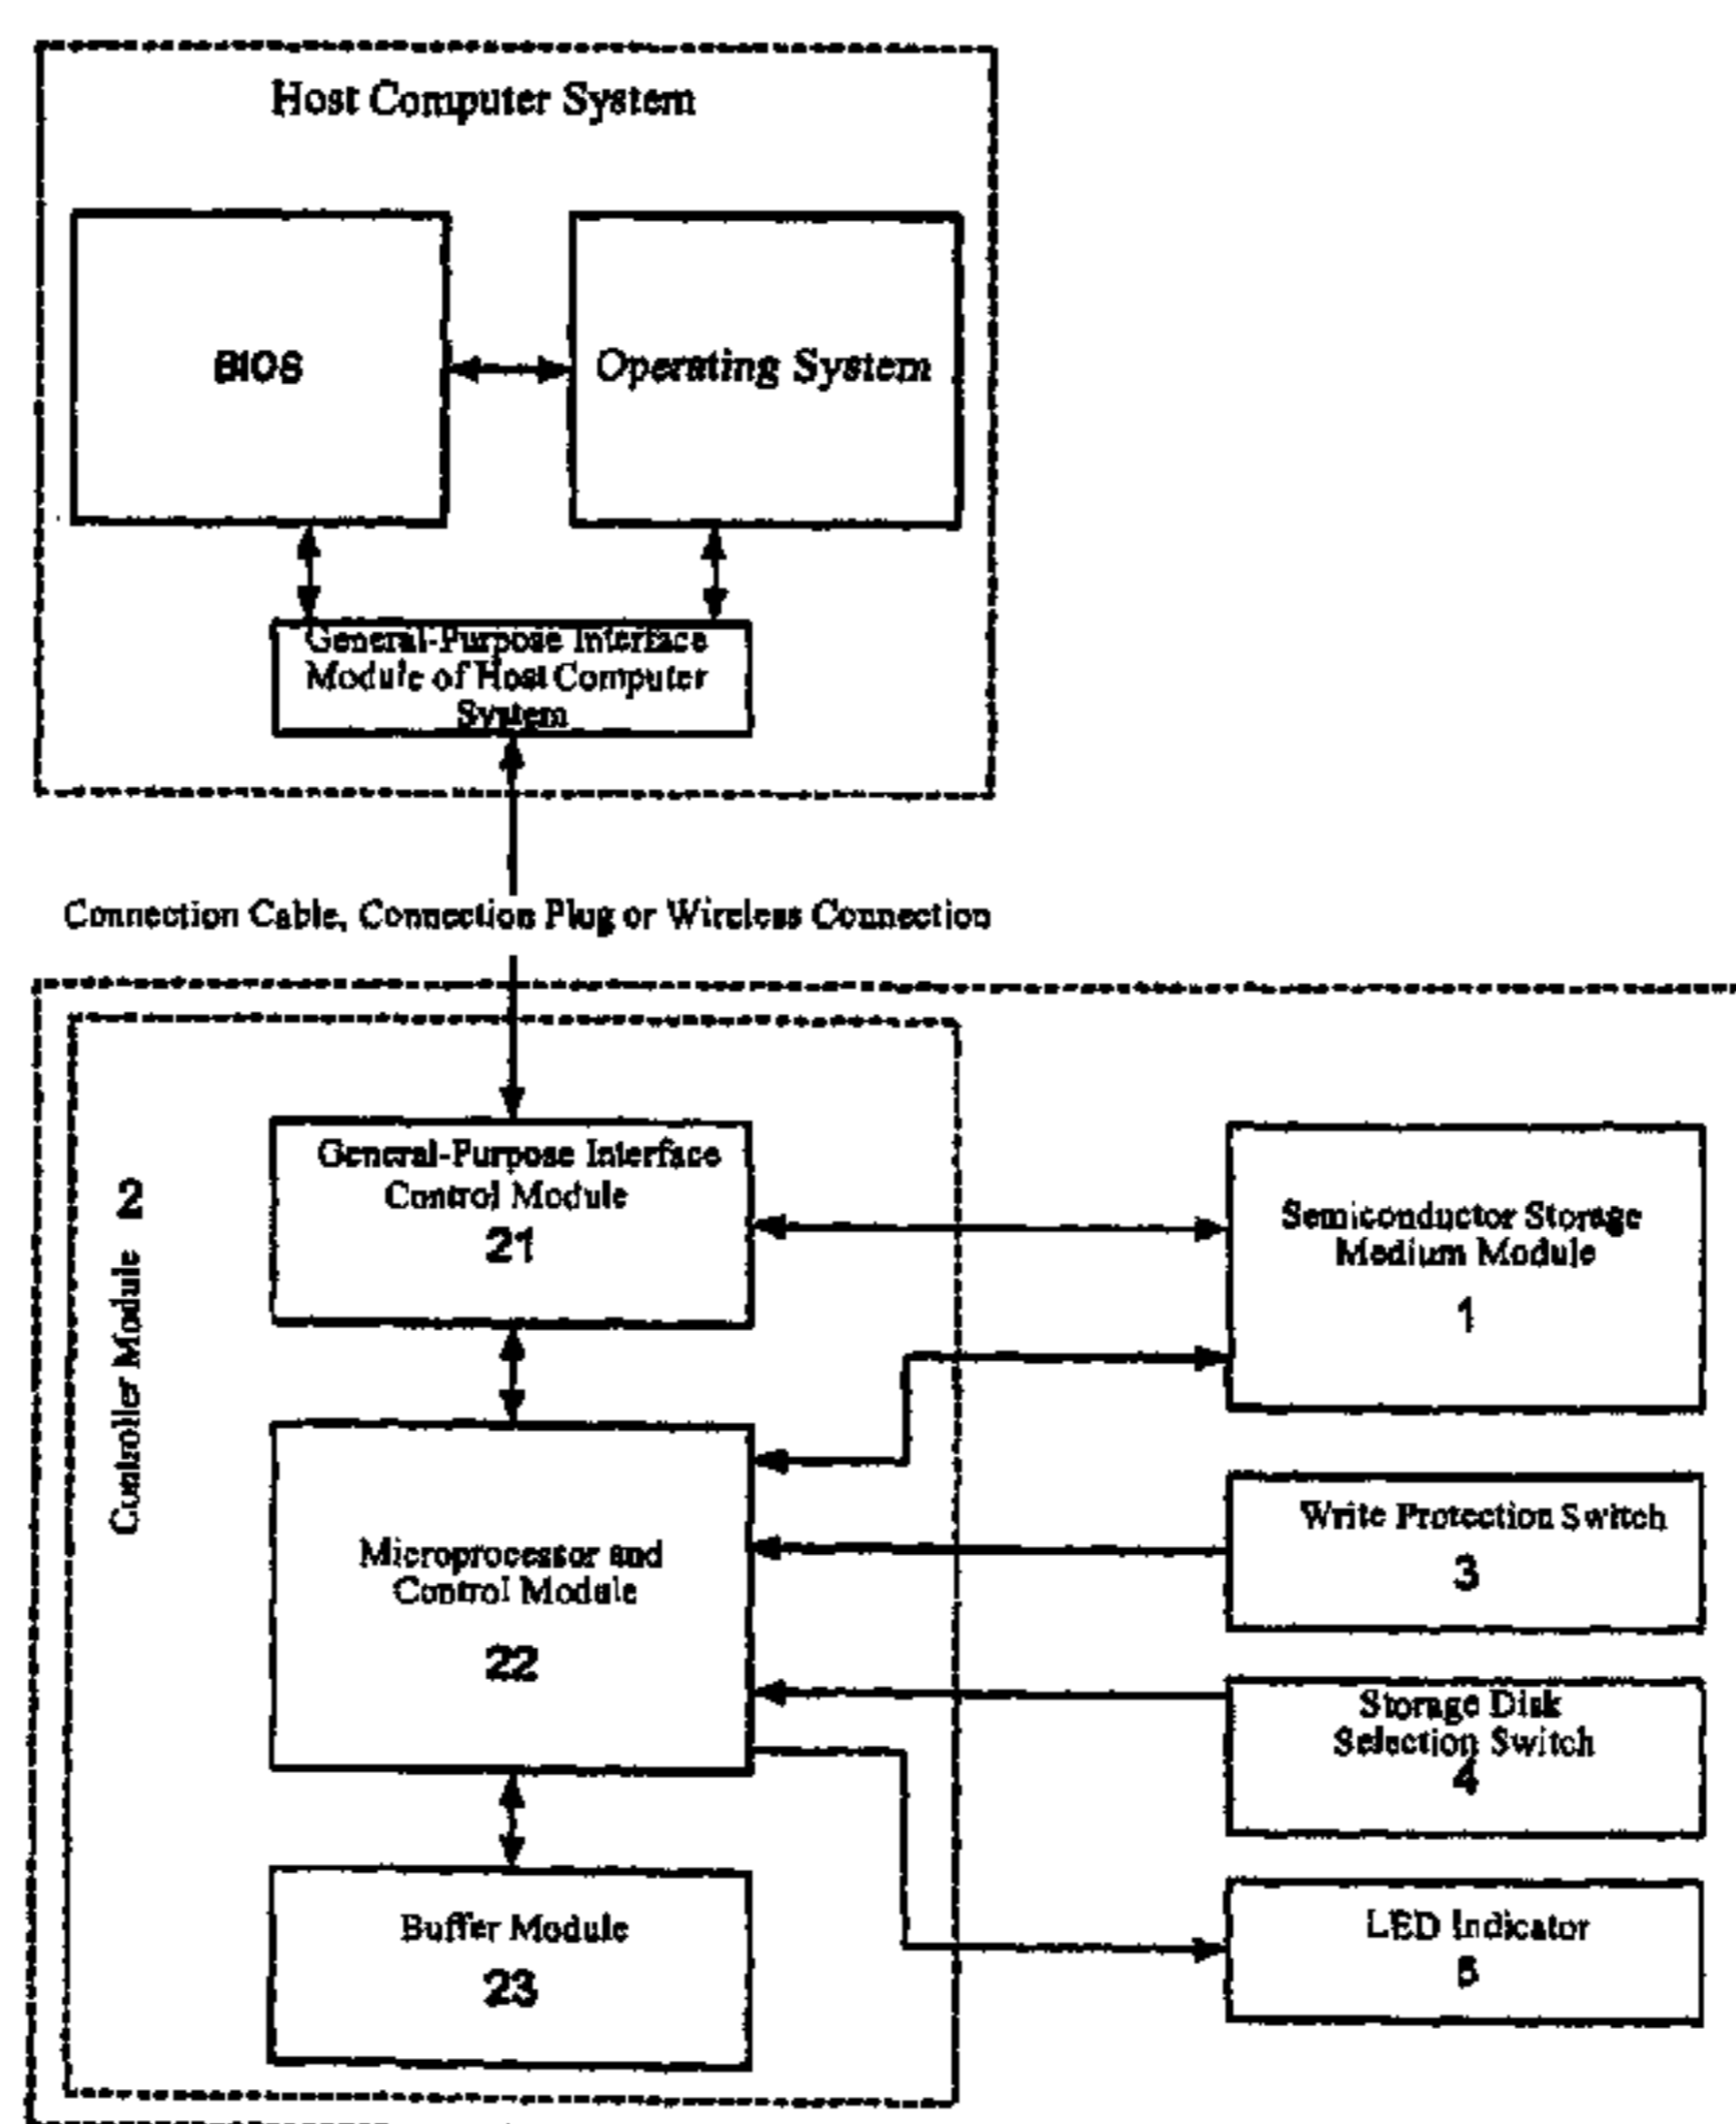 Host Computer System
BIOS
Operating System
General-Purpose Interface
Module of Host Computer
System
Connection Cable, Connection Plug or Wireless Connection
Controller Module 2
General-Purpose Interface
Control Module
21
Semiconductor Storage
Medium Module
1
Microprocessor and
Control Module
22
Write Protection Switch
3
Storage Disk
Selection Switch
4
Buffer Module
23
LED Indicator
5